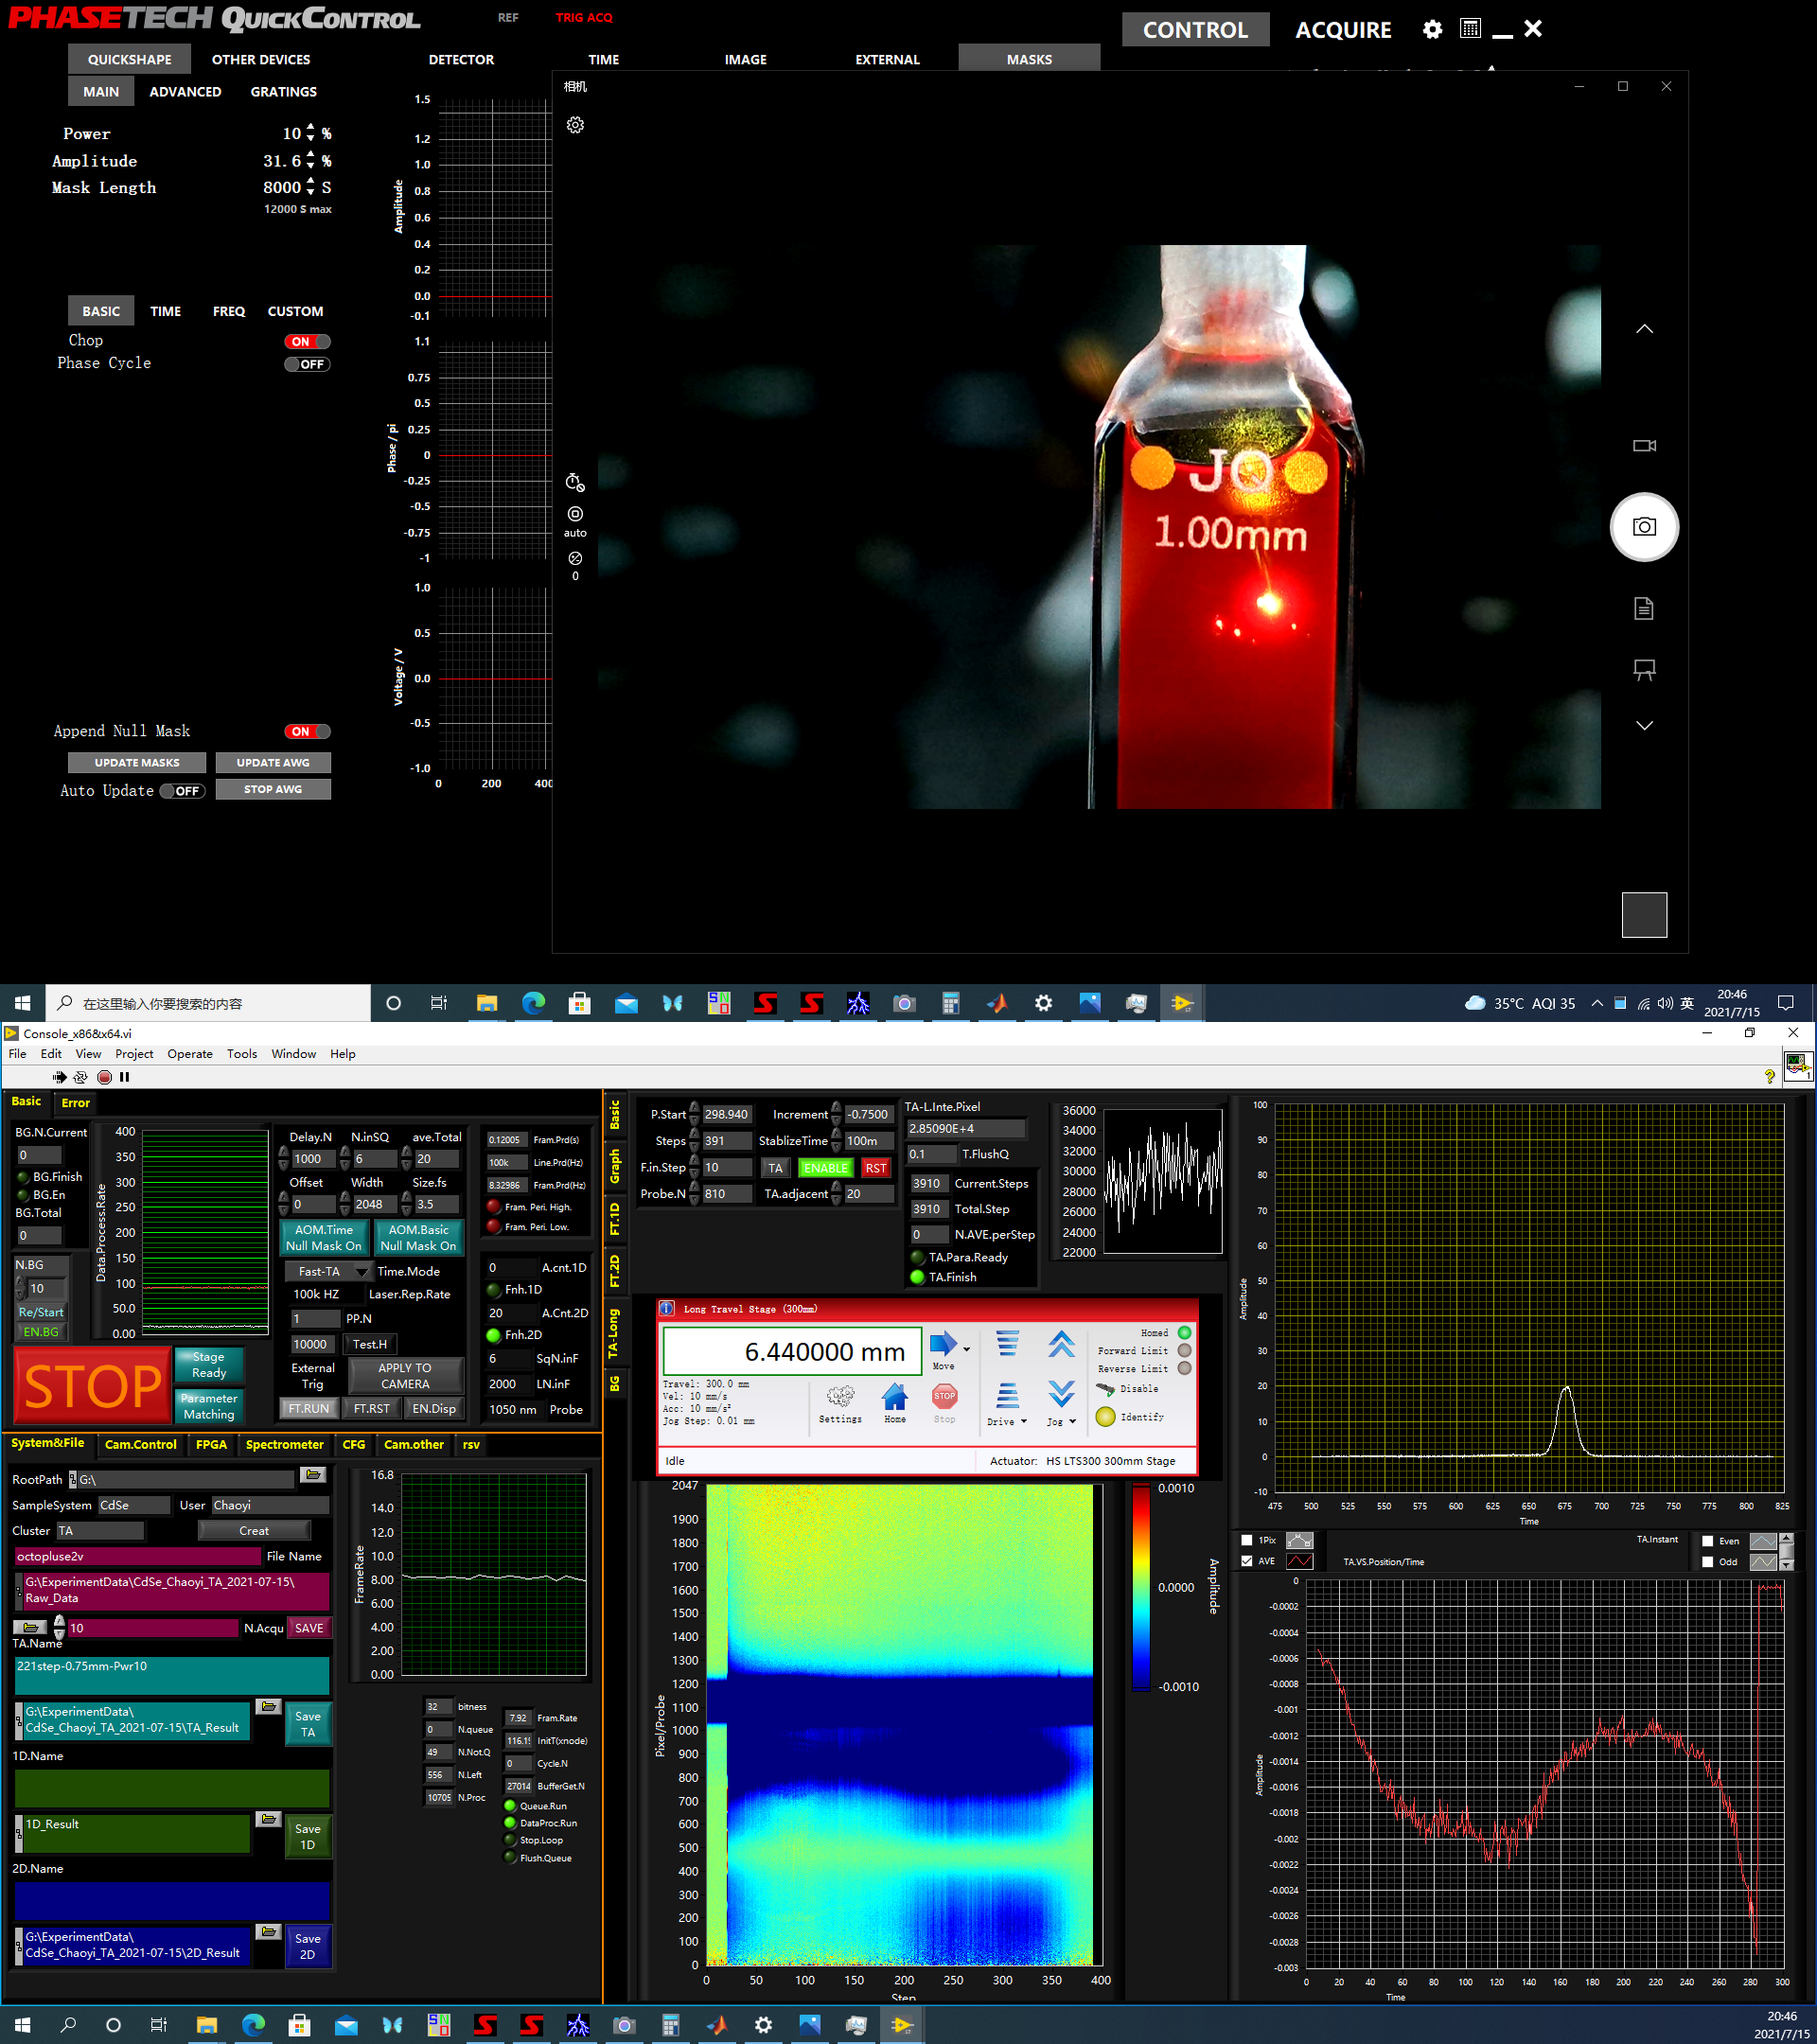 PHASETECH QUICKCONTROL
REF
TRIG ACQ
CONTROL
ACQUIRE
QUICKSHAPE
OTHER DEVICES
DETECTOR
TIME
IMAGE
EXTERNAL
MASKS
MAIN
ADVANCED
GRATINGS
Power 10 %
Amplitude 31.6 %
Mask Length 8000 S
12000 S max
BASIC
TIME
FREQ
CUSTOM
Chop ON
Phase Cycle OFF
Append Null Mask ON
UPDATE MASKS
UPDATE AWG
Auto Update OFF
STOP AWG
Amplitude
1.5
1.2
1.0
0.8
0.6
0.4
0.2
0.0
-0.1
Phase / pi
1.1
0.75
0.5
0.25
0
-0.25
-0.5
-0.75
-1
Voltage / V
1.0
0.5
0.0
-0.5
-1.0
0 200 400
相机
auto
0
JQ
1.00mm
在这里输入你要搜索的内容
35°C AQI 35
英
20:46
2021/7/15
Console_x86&x64.vi
File Edit View Project Operate Tools Window Help
Basic
Error
BG.N.Current
0
BG.Finish
BG.En
BG.Total
0
N.BG
10
Re/Start
EN.BG
Data.Process.Rate
400
350
300
250
200
150
100
50.0
0.00
Delay.N N.inSQ ave.Total
1000 6 20
Offset Width Size.fs
0 2048 3.5
AOM.Time
Null Mask On
AOM.Basic
Null Mask On
Fast-TA Time.Mode
100k HZ Laser.Rep.Rate
1 PP.N
10000 Test.H
External
Trig
APPLY TO
CAMERA
FT.RUN FT.RST EN.Disp
STOP
Stage
Ready
Parameter
Matching
0.12005 Fram.Prd(s)
100k Line.Prd(Hz)
8.32986 Fram.Prd(Hz)
Fram. Peri. High.
Fram. Peri. Low.
0 A.cnt.1D
Fnh.1D
20 A.Cnt.2D
Fnh.2D
6 SqN.inF
2000 LN.inF
1050 nm Probe
System&File
Cam.Control
FPGA
Spectrometer
CFG
Cam.other
rsv
RootPath G:\
SampleSystem CdSe User Chaoyi
Cluster TA Creat
octopluse2v File Name
G:\ExperimentData\CdSe_Chaoyi_TA_2021-07-15\
Raw_Data
10 N.Acqu SAVE
TA.Name
221step-0.75mm-Pwr10
G:\ExperimentData\
CdSe_Chaoyi_TA_2021-07-15\TA_Result
Save
TA
1D.Name
1D_Result
Save
1D
2D.Name
G:\ExperimentData\
CdSe_Chaoyi_TA_2021-07-15\2D_Result
Save
2D
FrameRate
16.8
14.0
12.0
10.0
8.00
6.00
4.00
2.00
0.00
32 bitness
0 N.queue
49 N.Not.Q
556 N.Left
10705 N.Proc
7.92 Fram.Rate
InitT(xnode)
0 Cycle.N
27014 BufferGet.N
Queue.Run
DataProc.Run
Stop.Loop
Flush.Queue
Basic
Graph
FT.1D
FT.2D
TA-Long
BG
P.Start 298.940 Increment -0.7500
Steps 391 StablizeTime 100m
F.in.Step 10 TA ENABLE RST
Probe.N 810 TA.adjacent 20
TA-L.Inte.Pixel
2.85090E+4
0.1 T.FlushQ
3910 Current.Steps
3910 Total.Step
0 N.AVE.perStep
TA.Para.Ready
TA.Finish
36000
34000
32000
30000
28000
26000
24000
22000
Long Travel Stage (300mm)
6.440000 mm
Move
Travel: 300.0 mm
Vel: 10 mm/s
Acc: 10 mm/s²
Jog Step: 0.01 mm
Settings Home Stop
Drive Jog
Homed
Forward Limit
Reverse Limit
Disable
Identify
Idle
Actuator: HS LTS300 300mm Stage
Pixel/Probe
2047
1900
1800
1700
1600
1500
1400
1300
1200
1100
1000
900
800
700
600
500
400
300
200
100
0
0 50 100 150 200 250 300 350 400
Step
0.0010
0.0000
-0.0010
Amplitude
Amplitude
100
90
80
70
60
50
40
30
20
10
0
-10
475 500 525 550 575 600 625 650 675 700 725 750 775 800 825
Time
1Pix
AVE
TA.VS.Position/Time
TA.Instant
Even
Odd
Amplitude
0
-0.0002
-0.0004
-0.0006
-0.0008
-0.001
-0.0012
-0.0014
-0.0016
-0.0018
-0.002
-0.0022
-0.0024
-0.0026
-0.0028
-0.003
0 20 40 60 80 100 120 140 160 180 200 220 240 260 280 300
Time
20:46
2021/7/15